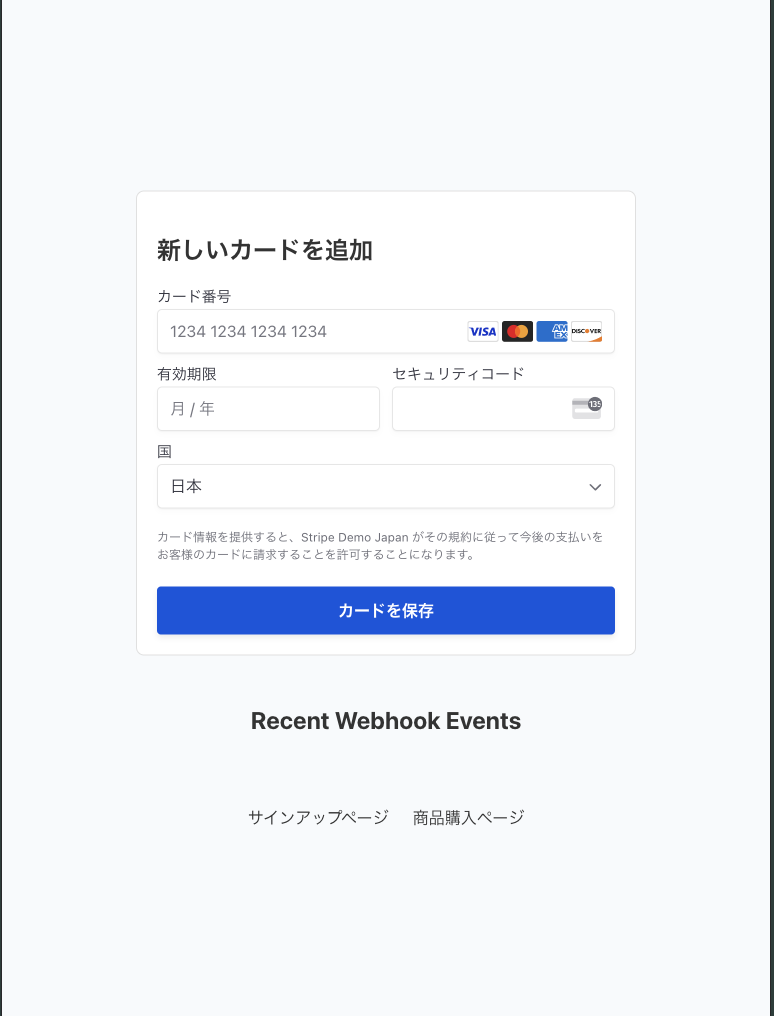 新しいカードを追加
カード番号
1234 1234 1234 1234 VISA AM EX DISCOVER
有効期限 セキュリティコード
月 / 年 135
国
日本
カード情報を提供すると、Stripe Demo Japan がその規約に従って今後の支払いを
お客様のカードに請求することを許可することになります。
カードを保存
Recent Webhook Events
サインアップページ 商品購入ページ